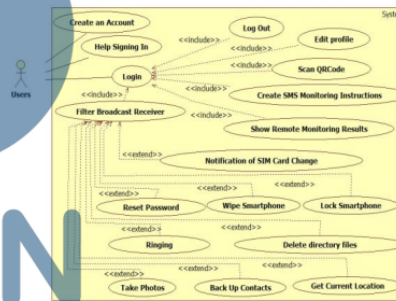 Syst
Create an Account
Log Out
<<include>>
Edit profile
Help Signing In
<<include>>
<<include>>
Scan QRCode
Login
Users
<<include>>
<<include>>
Create SMS Monitoring Instructions
Filter Broadcast Receiver
<<include>>
Show Remote Monitoring Results
<<extend>>
Notification of SIM Card Change
<<extend>>
<<extend>>
<<extend>>
Reset Password
Wipe Smartphone
Lock Smartphone
<<extend>>
<<extend>>
Ringing
Delete directory files
<<extend>>
<<extend>>
<<extend>>
Take Photos
Back Up Contacts
Get Current Location
N